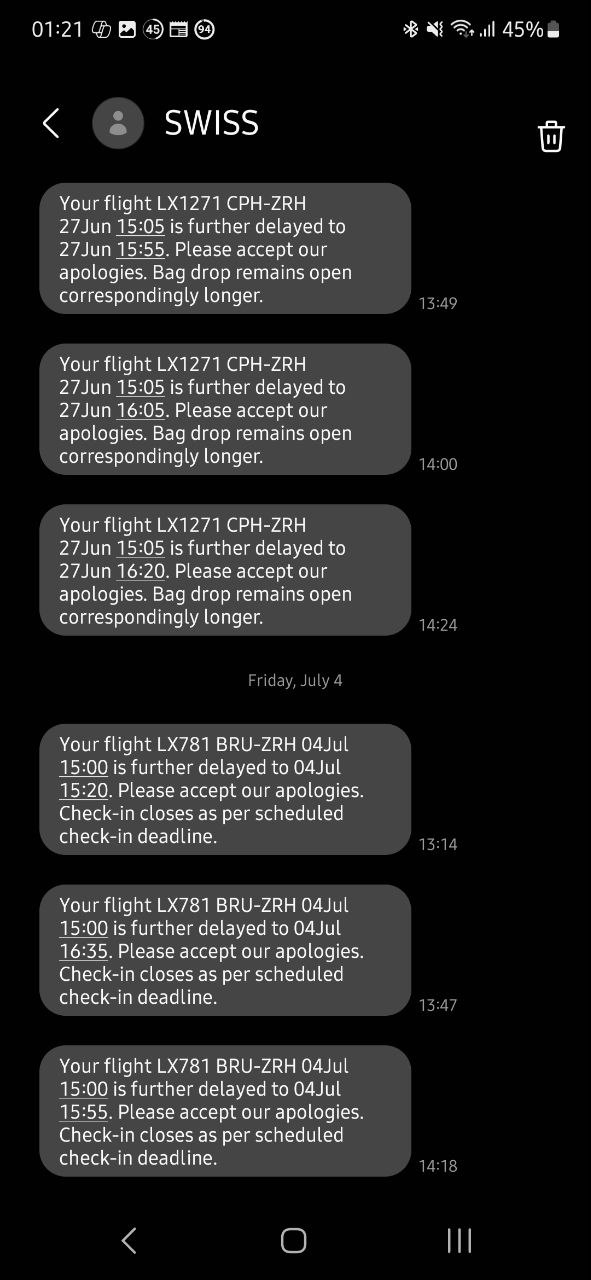 01:21 45 94 45%
SWISS
Your flight LX1271 CPH-ZRH
27Jun 15:05 is further delayed to
27Jun 15:55. Please accept our
apologies. Bag drop remains open
correspondingly longer.
13:49
Your flight LX1271 CPH-ZRH
27Jun 15:05 is further delayed to
27Jun 16:05. Please accept our
apologies. Bag drop remains open
correspondingly longer.
14:00
Your flight LX1271 CPH-ZRH
27Jun 15:05 is further delayed to
27Jun 16:20. Please accept our
apologies. Bag drop remains open
correspondingly longer.
14:24
Friday, July 4
Your flight LX781 BRU-ZRH 04Jul
15:00 is further delayed to 04Jul
15:20. Please accept our apologies.
Check-in closes as per scheduled
check-in deadline.
13:14
Your flight LX781 BRU-ZRH 04Jul
15:00 is further delayed to 04Jul
16:35. Please accept our apologies.
Check-in closes as per scheduled
check-in deadline.
13:47
Your flight LX781 BRU-ZRH 04Jul
15:00 is further delayed to 04Jul
15:55. Please accept our apologies.
Check-in closes as per scheduled
check-in deadline.
14:18